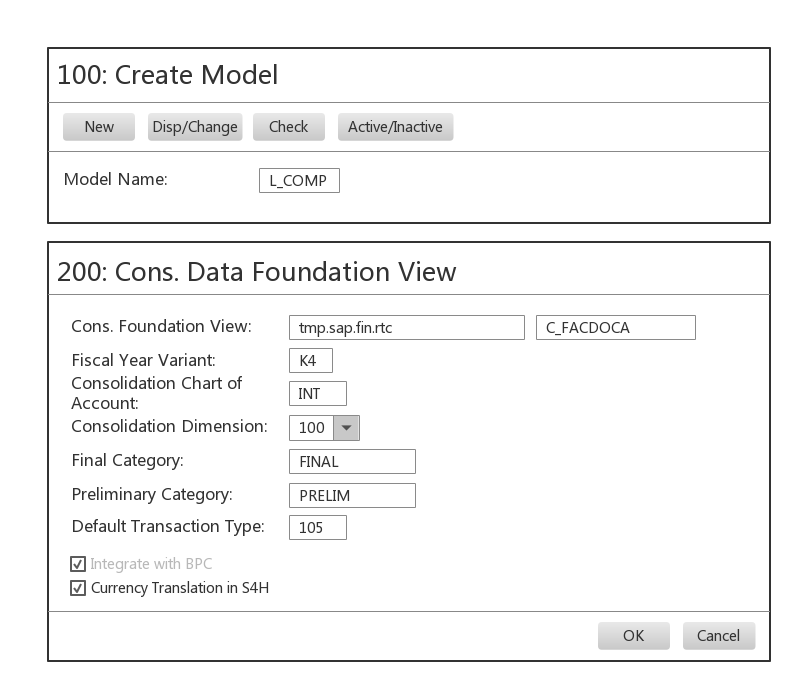 100: Create Model
New Disp/Change Check Active/Inactive
Model Name: L_COMP
200: Cons. Data Foundation View
Cons. Foundation View: tmp.sap.fin.rtc C_FACDOCA
Fiscal Year Variant: K4
Consolidation Chart of
Account: INT
Consolidation Dimension: 100
Final Category: FINAL
Preliminary Category: PRELIM
Default Transaction Type: 105
Integrate with BPC
Currency Translation in S4H
OK Cancel